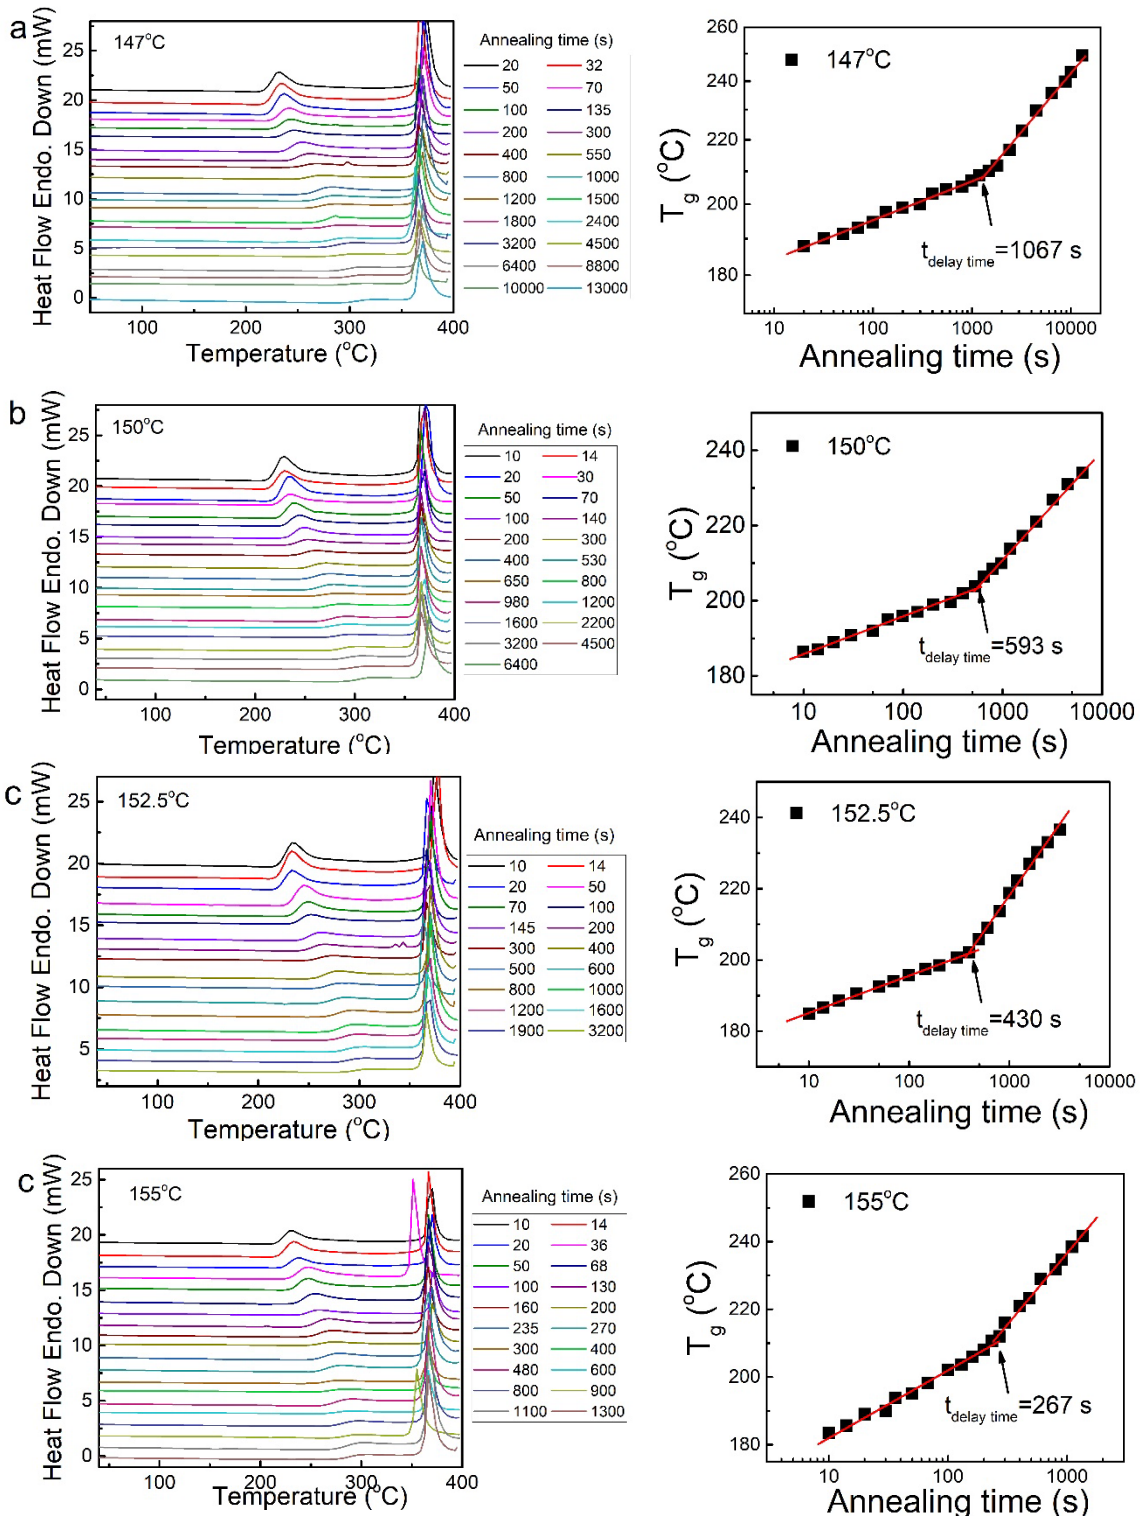 a
147°C
Heat Flow Endo. Down (mW)
25
20
15
10
5
0
100 200 300 400
Temperature (°C)
Annealing time (s)
20 32
50 70
100 135
200 300
400 550
800 1000
1200 1500
1800 2400
3200 4500
6400 8800
10000 13000
147°C
Tg (°C)
260
240
220
200
180
tdelay time=1067 s
10 100 1000 10000
Annealing time (s)
b
150°C
Heat Flow Endo. Down (mW)
25
20
15
10
5
0
100 200 300 400
Temperature (°C)
Annealing time (s)
10 14
20 30
50 70
100 140
200 300
400 530
650 800
980 1200
1600 2200
3200 4500
6400
150°C
Tg (°C)
240
220
200
180
tdelay time=593 s
10 100 1000 10000
Annealing time (s)
c
152.5°C
Heat Flow Endo. Down (mW)
25
20
15
10
5
100 200 300 400
Temperature (°C)
Annealing time (s)
10 14
20 50
70 100
145 200
300 400
500 600
800 1000
1200 1600
1900 3200
152.5°C
Tg (°C)
240
220
200
180
tdelay time=430 s
10 100 1000 10000
Annealing time (s)
c
155°C
Heat Flow Endo. Down (mW)
25
20
15
10
5
0
100 200 300 400
Temperature (°C)
Annealing time (s)
10 14
20 36
50 68
100 130
160 200
235 270
300 400
480 600
800 900
1100 1300
155°C
Tg (°C)
260
240
220
200
180
tdelay time=267 s
10 100 1000
Annealing time (s)